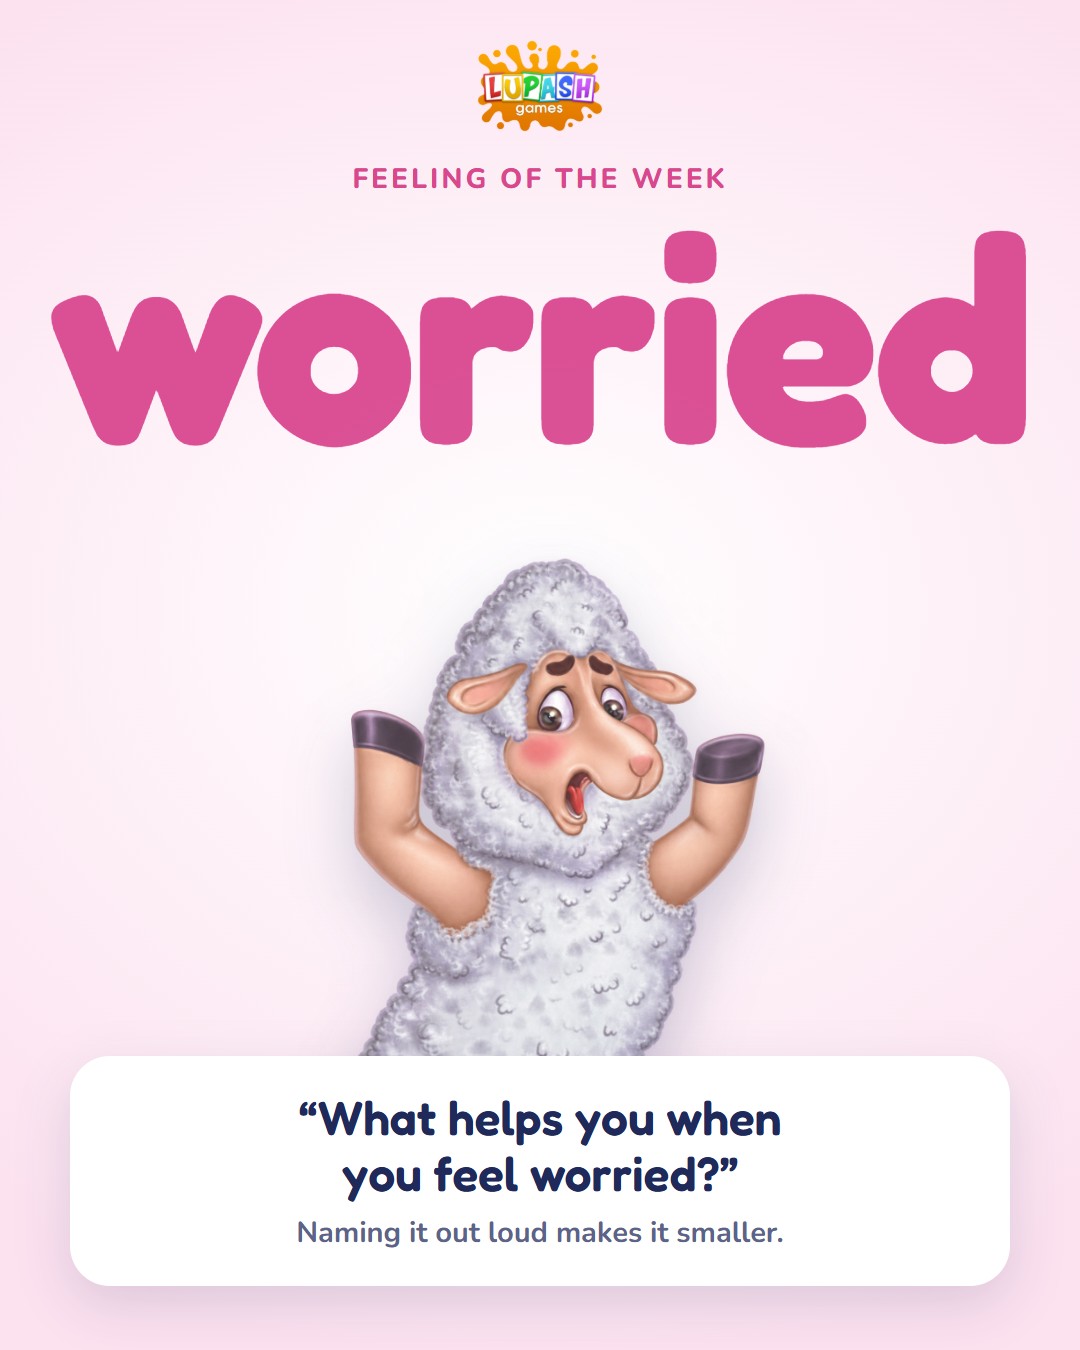 LUPASH
games
FEELING OF THE WEEK
worried
“What helps you when
you feel worried?”
Naming it out loud makes it smaller.